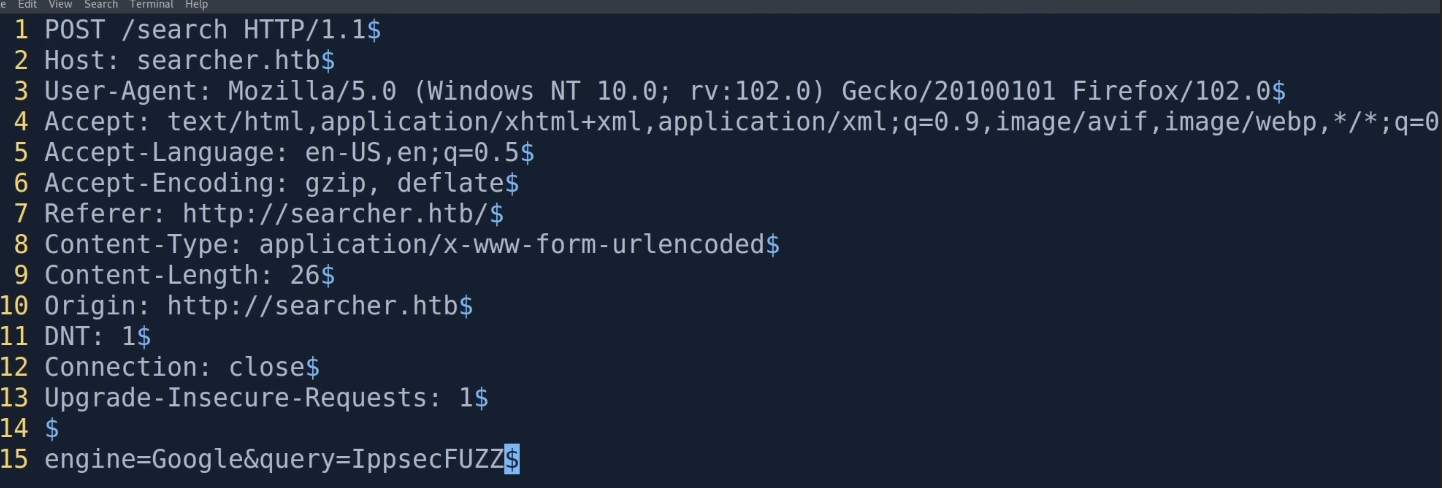 e Edit View Search Terminal Help
1 POST /search HTTP/1.1$
2 Host: searcher.htb$
3 User-Agent: Mozilla/5.0 (Windows NT 10.0; rv:102.0) Gecko/20100101 Firefox/102.0$
4 Accept: text/html,application/xhtml+xml,application/xml;q=0.9,image/avif,image/webp,*/*;q=0
5 Accept-Language: en-US,en;q=0.5$
6 Accept-Encoding: gzip, deflate$
7 Referer: http://searcher.htb/$
8 Content-Type: application/x-www-form-urlencoded$
9 Content-Length: 26$
10 Origin: http://searcher.htb$
11 DNT: 1$
12 Connection: close$
13 Upgrade-Insecure-Requests: 1$
14 $
15 engine=Google&query=IppsecFUZZ$